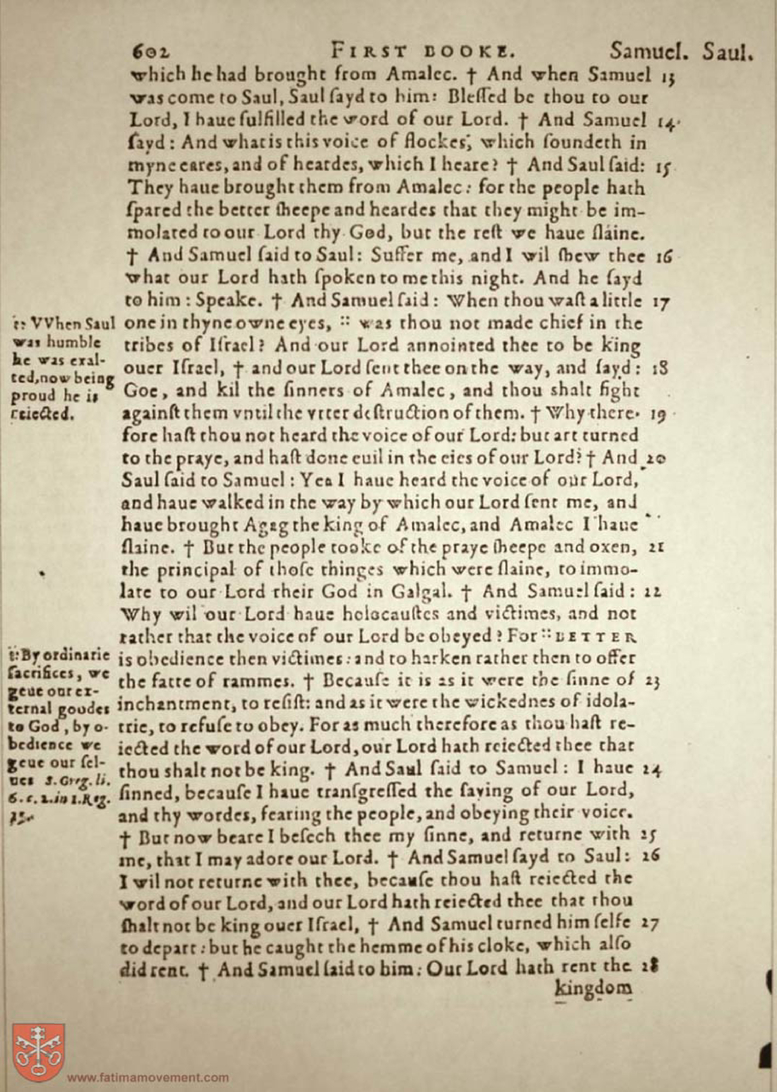 602 FIRST BOOKE. Samuel. Saul.
which he had brought from Amalec. † And when Samuel 13
was come to Saul, Saul ſayd to him: Bleſſed be thou to our
Lord, I haue fulfilled the word of our Lord. † And Samuel 14
ſayd: And what is this voice of flockes, which ſoundeth in
myne eares, and of heardes, which I heare? † And Saul ſaid: 15
They haue brought them from Amalec: for the people hath
ſpared the better ſheepe and heardes that they might be im-
molated to our Lord thy God, but the reſt we haue ſlaine.
† And Samuel ſaid to Saul: Suffer me, and I wil ſhew thee 16
what our Lord hath ſpoken to me this night. And he ſayd
to him: Speake. † And Samuel ſaid: When thou waſt a little 17
one in thyne owne eyes, :: was thou not made chief in the
tribes of Iſrael? And our Lord annointed thee to be king
ouer Iſrael, † and our Lord ſent thee on the way, and ſayd: 18
Goe, and kil the ſinners of Amalec, and thou shalt fight
againſt them vntil the vtter deſtruction of them. † Why there- 19
fore haſt thou not heard the voice of our Lord: but art turned
to the praye, and haſt done euil in the eies of our Lord? † And 20
Saul ſaid to Samuel: Yea I haue heard the voice of our Lord,
and haue walked in the way by which our Lord ſent me, and
haue brought Agag the king of Amalec, and Amalec I haue
ſlaine. † But the people tooke of the praye ſheepe and oxen, 21
the principal of thoſe thinges which were ſlaine, to immo-
late to our Lord their God in Galgal. † And Samuel ſaid: 22
Why wil our Lord haue holocauſtes and victimes, and not
rather that the voice of our Lord be obeyed? For :: BETTER
is obedience then victimes: and to harken rather then to offer
the fatte of rammes. † Becauſe it is as it were the ſinne of 23
inchantment, to reſiſt: and as it were the wickednes of idola-
trie, to refuſe to obey. For as much therefore as thou haſt re-
iected the word of our Lord, our Lord hath reiected thee that
thou shalt not be king. † And Saul ſaid to Samuel: I haue 24
ſinned, becauſe I haue tranſgreſſed the ſaying of our Lord,
and thy wordes, fearing the people, and obeying their voice.
† But now beare I beſech thee my ſinne, and returne with 25
me, that I may adore our Lord. † And Samuel ſayd to Saul: 26
I wil not returne with thee, becauſe thou haſt reiected the
word of our Lord, and our Lord hath reiected thee that thou
ſhalt not be king ouer Iſrael, † And Samuel turned him ſelfe 27
to depart: but he caught the hemme of his cloke, which alſo
did rent. † And Samuel ſaid to him: Our Lord hath rent the 28
kingdom
:: VVhen Saul
was humble
he was exal-
ted, now being
proud he is
reiected.
:: By ordinarie
ſacrifices, we
geue our ex-
ternal goodes
to God, by o-
bedience we
geue our ſel-
ues S. Greg. li.
6. c. 2. in 1. Reg.
15.
www.fatimamovement.com